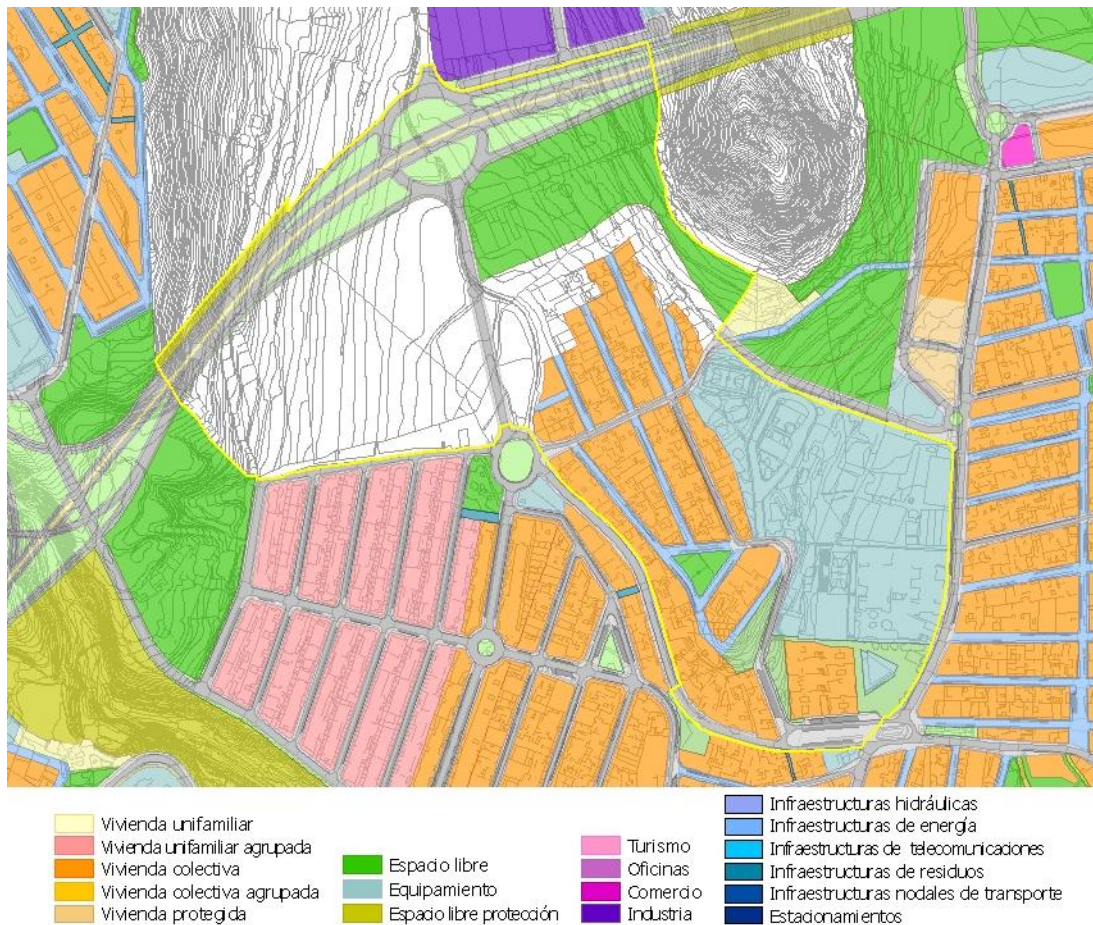 Vivienda unifamiliar
Vivienda unifamiliar agrupada
Vivienda colectiva
Vivienda colectiva agrupada
Vivienda protegida
Espacio libre
Equipamiento
Espacio libre protección
Turismo
Oficinas
Comercio
Industria
Infraestructuras hidráulicas
Infraestructuras de energía
Infraestructuras de telecomunicaciones
Infraestructuras de residuos
Infraestructuras nodales de transporte
Estacionamientos